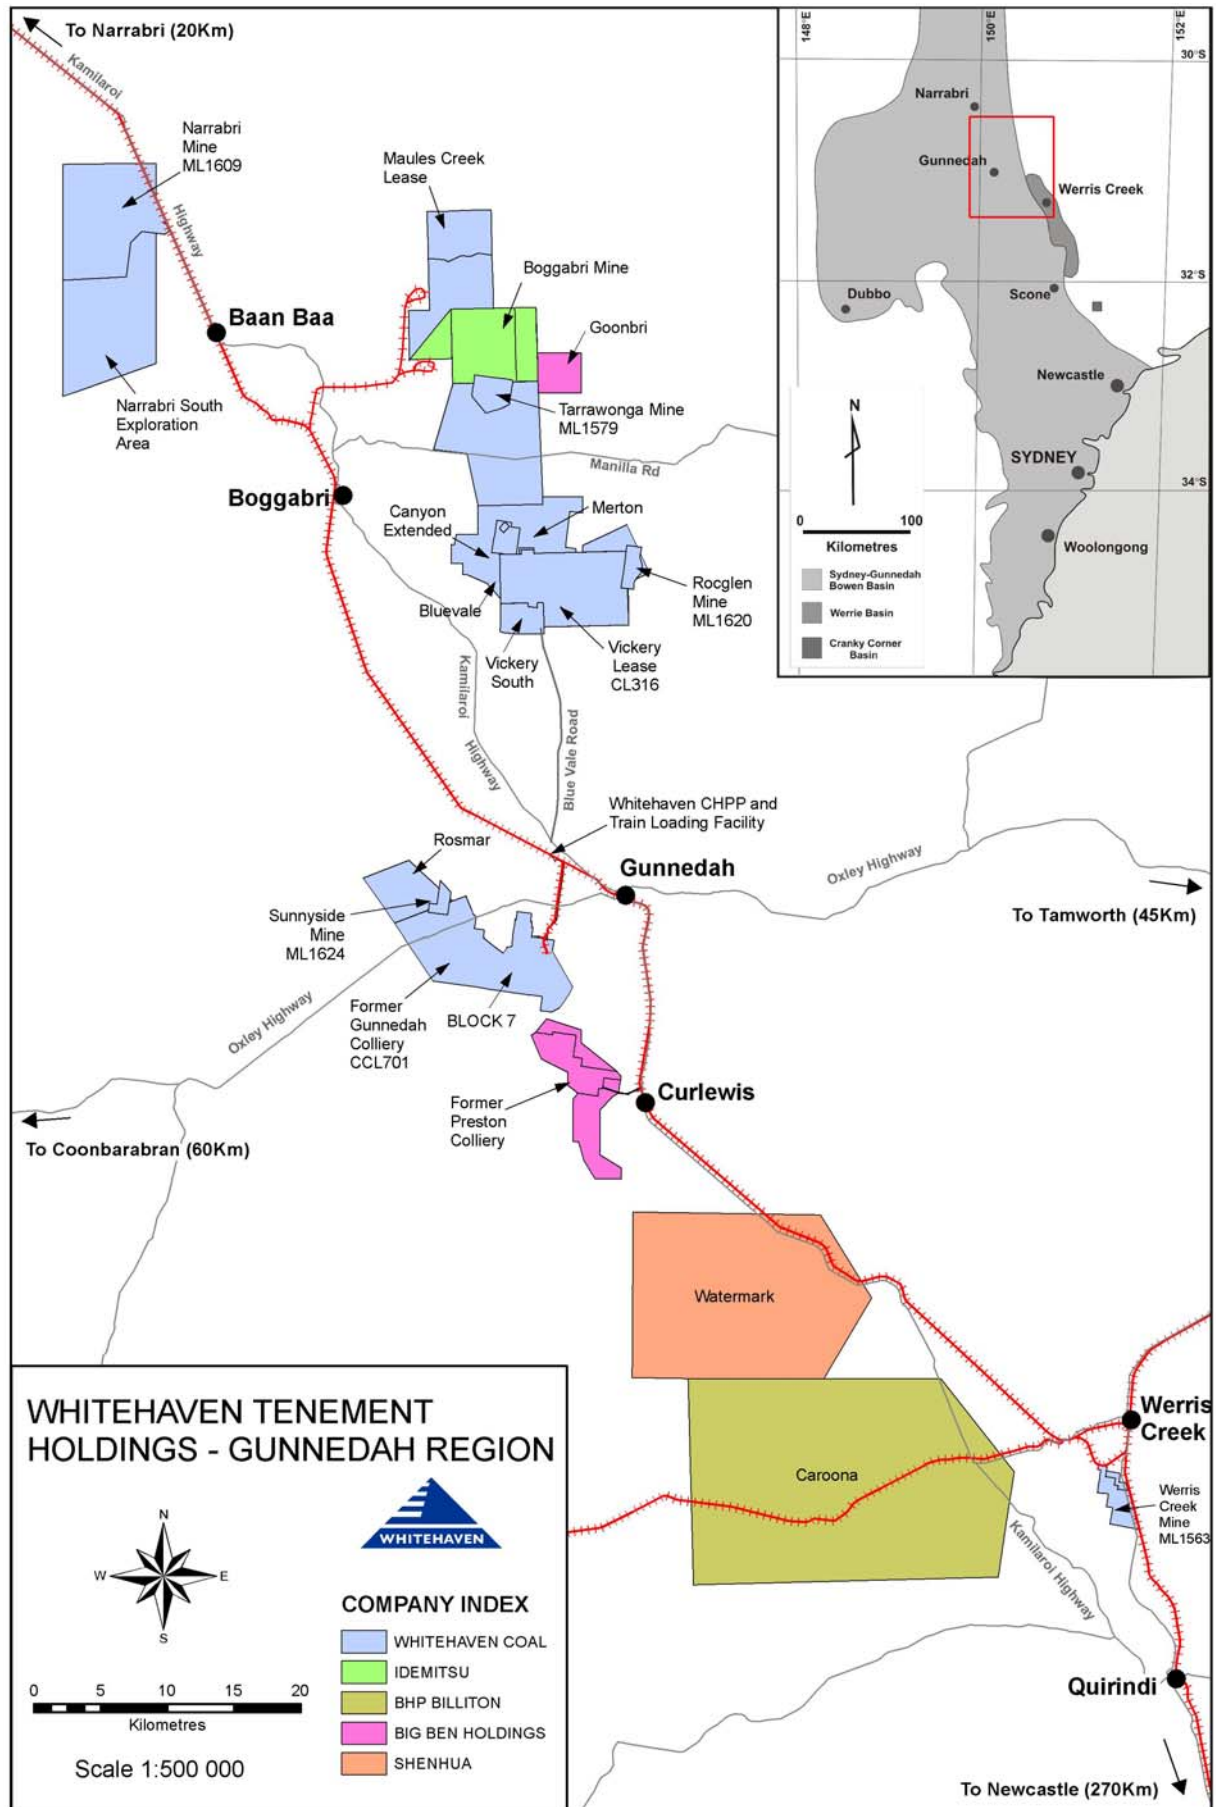 To Narrabri (20Km)
Kamilaroi
Highway
Narrabri
Mine
ML1609
Maules Creek
Lease
Boggabri Mine
Goonbri
Baan Baa
Narrabri South
Exploration
Area
Tarrawonga Mine
ML1579
Manilla Rd
Boggabri
Canyon
Extended
Merton
Bluevale
Rocglen
Mine
ML1620
Vickery
South
Vickery
Lease
CL316
Kamilaroi
Highway
Blue Vale Road
Whitehaven CHPP and
Train Loading Facility
Rosmar
Gunnedah
Oxley Highway
To Tamworth (45Km)
Sunnyside
Mine
ML1624
Former
Gunnedah
Colliery
CCL701
BLOCK 7
Oxley Highway
Former
Preston
Colliery
Curlewis
To Coonbarabran (60Km)
Watermark
Caroona
Werris
Creek
Werris
Creek
Mine
ML1563
Kamilaroi Highway
Quirindi
To Newcastle (270Km)
148°E
150°E
152°E
30°S
Narrabri
Gunnedah
Werris Creek
32°S
Dubbo
Scone
Newcastle
SYDNEY
34°S
Woolongong
N
0 100
Kilometres
Sydney-Gunnedah
Bowen Basin
Werrie Basin
Cranky Corner
Basin
WHITEHAVEN TENEMENT
HOLDINGS - GUNNEDAH REGION
N
W E
S
WHITEHAVEN
COMPANY INDEX
WHITEHAVEN COAL
IDEMITSU
BHP BILLITON
BIG BEN HOLDINGS
SHENHUA
0 5 10 15 20
Kilometres
Scale 1:500 000